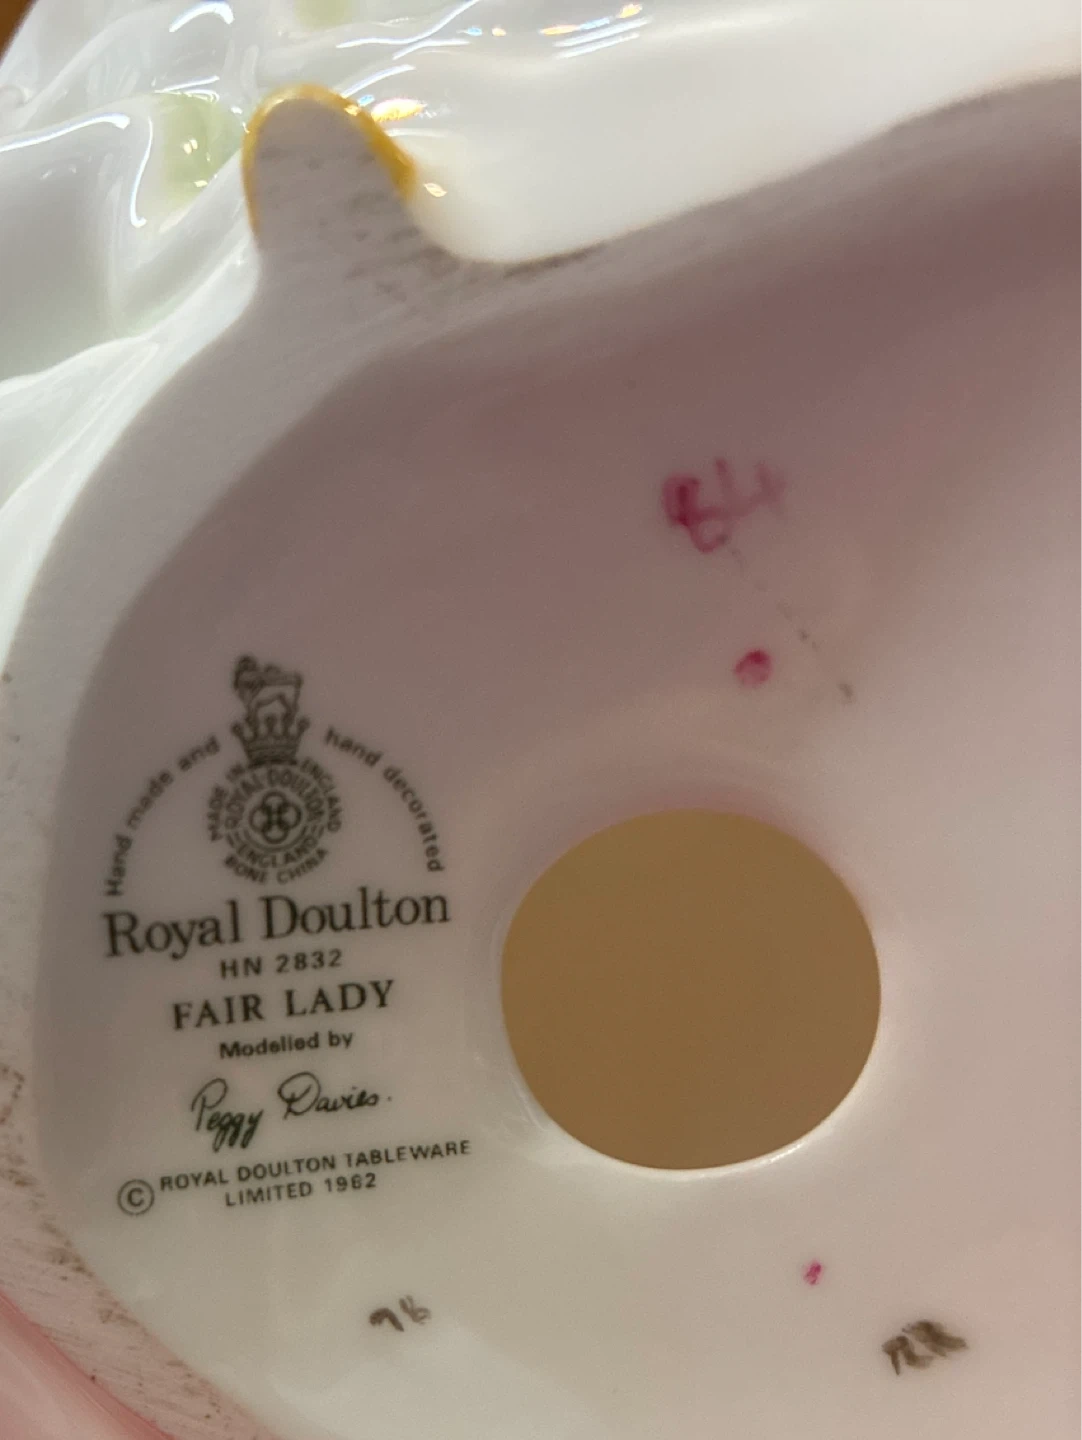 Hand made and hand decorated
MADE IN ENGLAND
ROYAL DOULTON
ENGLAND
BONE CHINA
Royal Doulton
HN 2832
FAIR LADY
Modelled by
Peggy Davies.
© ROYAL DOULTON TABLEWARE
LIMITED 1962